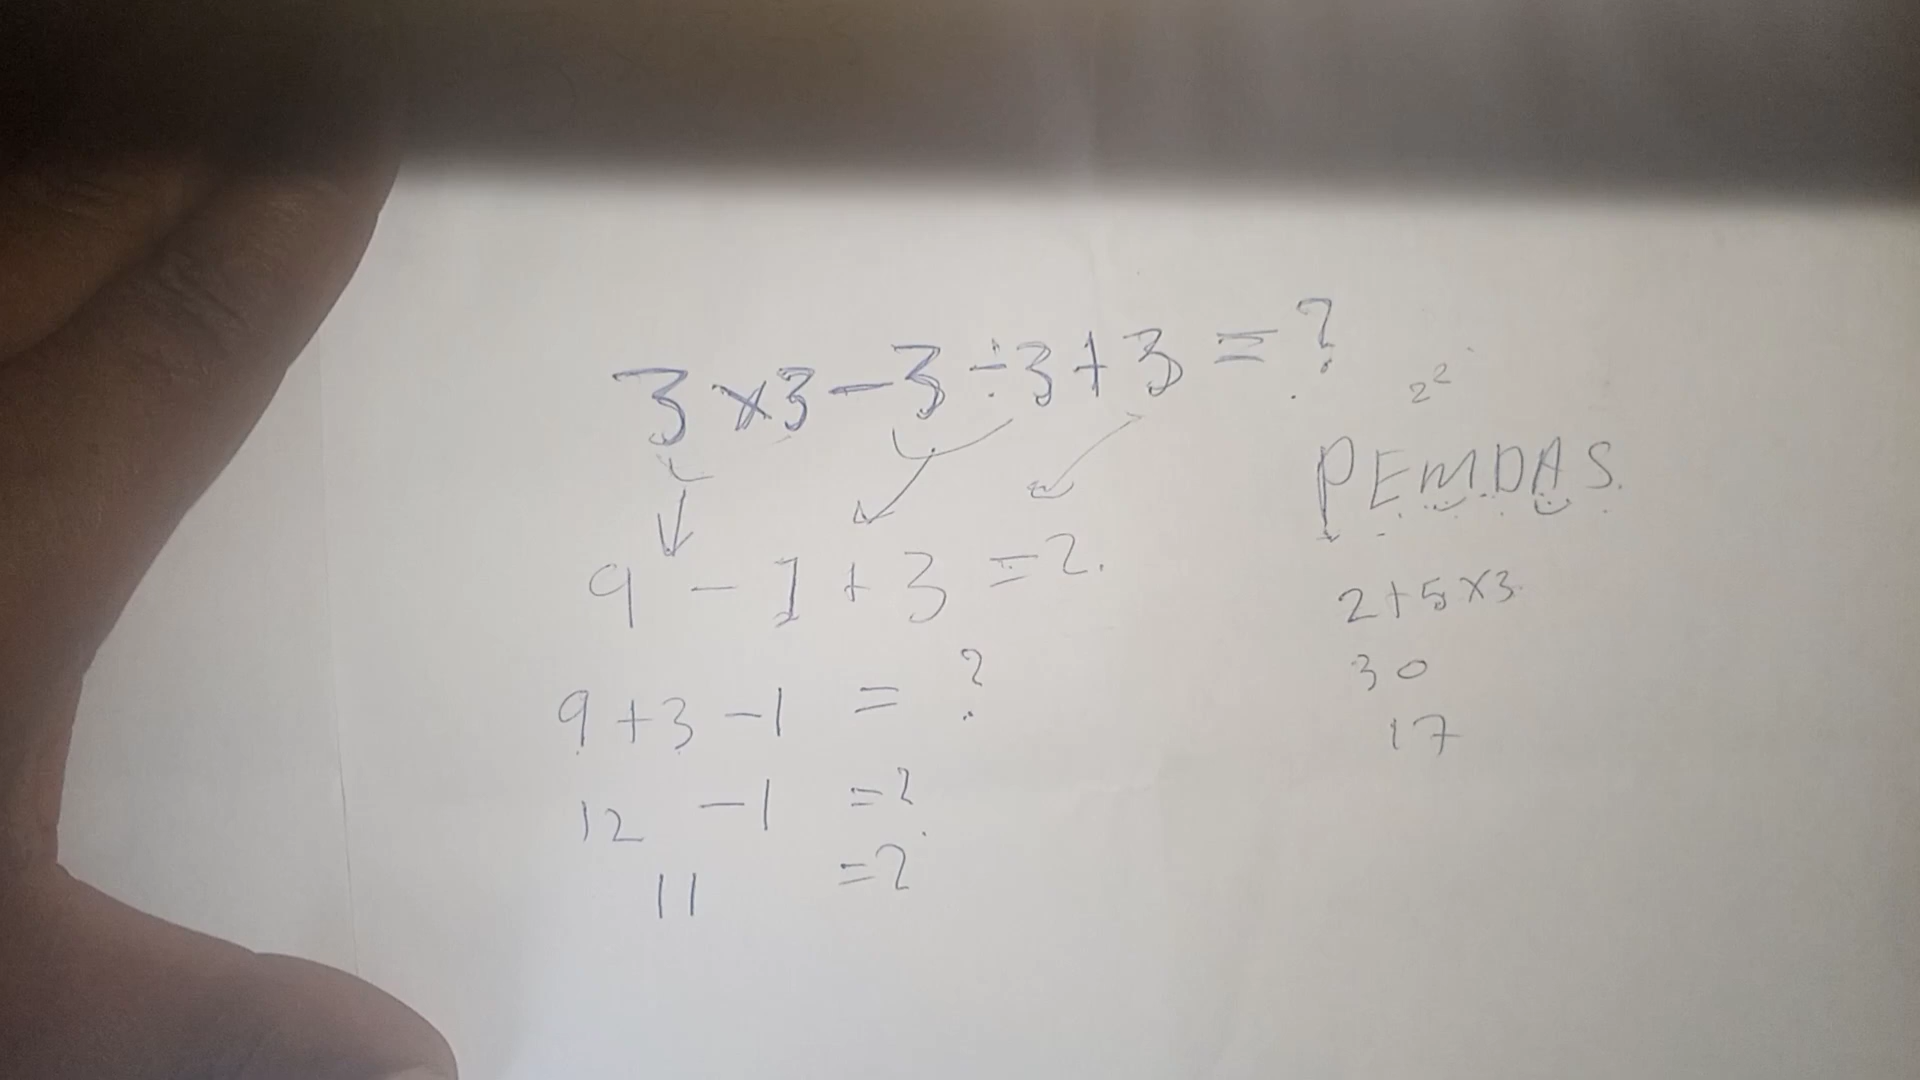 3 × 3 - 3 ÷ 3 + 3 = ?
9 - 1 + 3 = ?
9 + 3 - 1 = ?
12 - 1 = ?
11 = ?
2²
PEMDAS
2 + 5 × 3
30
17